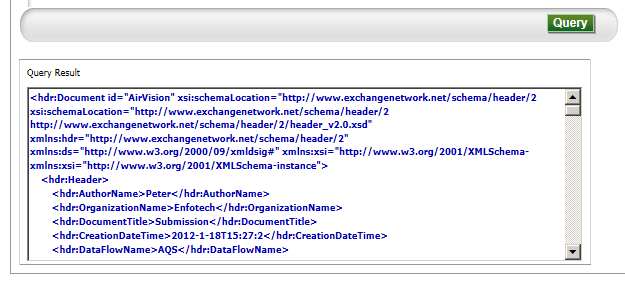 Query
Query Result
<hdr:Document id="AirVision" xsi:schemaLocation="http://www.exchangenetwork.net/schema/header/2
xsi:schemaLocation="http://www.exchangenetwork.net/schema/header/2
http://www.exchangenetwork.net/schema/header/2/header_v2.0.xsd"
xmlns:hdr="http://www.exchangenetwork.net/schema/header/2"
xmlns:ds="http://www.w3.org/2000/09/xmldsig#" xmlns:xsi="http://www.w3.org/2001/XMLSchema-
xmlns:xsi="http://www.w3.org/2001/XMLSchema-instance">
<hdr:Header>
<hdr:AuthorName>Peter</hdr:AuthorName>
<hdr:OrganizationName>Enfotech</hdr:OrganizationName>
<hdr:DocumentTitle>Submission</hdr:DocumentTitle>
<hdr:CreationDateTime>2012-1-18T15:27:2</hdr:CreationDateTime>
<hdr:DataFlowName>AQS</hdr:DataFlowName>